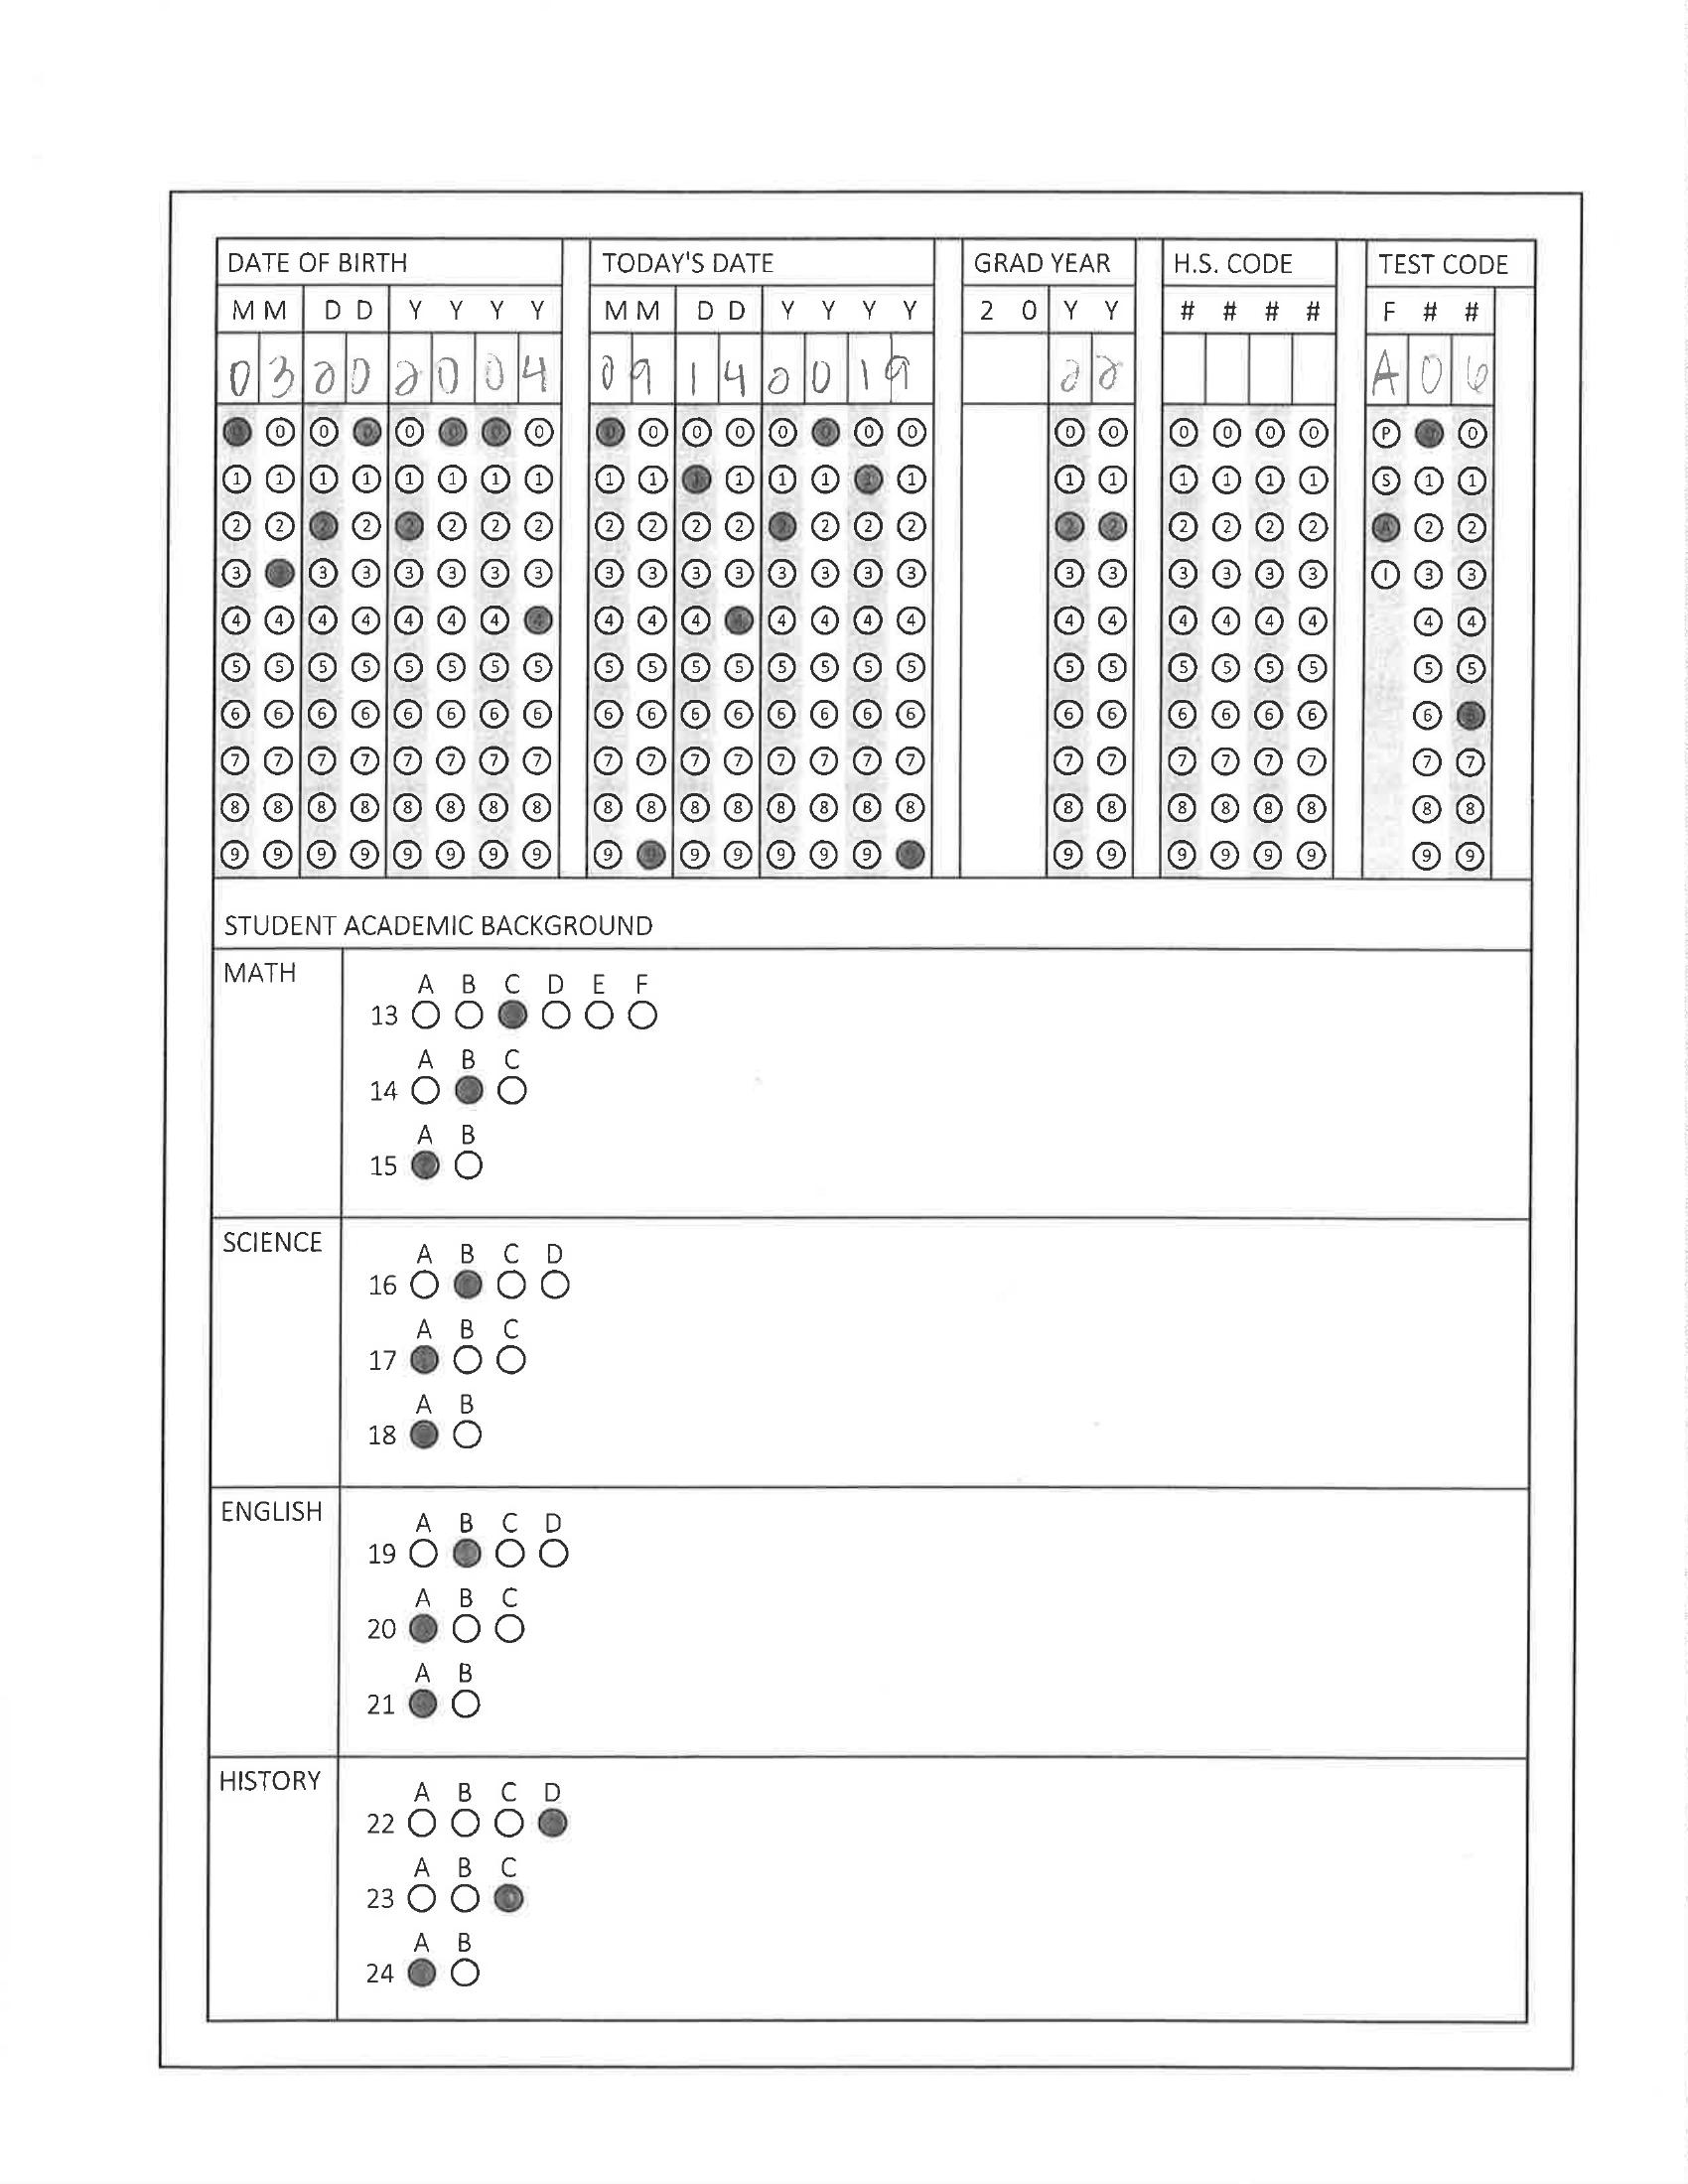 DATE OF BIRTH TODAY'S DATE GRAD YEAR H.S. CODE TEST CODE
M M D D Y Y Y Y M M D D Y Y Y Y 2 0 Y Y # # # # F # #
0 3 2 0 2 0 0 4 0 9 1 4 2 0 1 9 2 2 A 0 6
0 0 0 0 0 0 0 0 0 0 0 0 0 0 0 0 0 0 0 0 0 0 P 0 0
1 1 1 1 1 1 1 1 1 1 1 1 1 1 1 1 1 1 1 1 1 1 S 1 1
2 2 2 2 2 2 2 2 2 2 2 2 2 2 2 2 2 2 2 2 2 2 A 2 2
3 3 3 3 3 3 3 3 3 3 3 3 3 3 3 3 3 3 3 3 3 3 I 3 3
4 4 4 4 4 4 4 4 4 4 4 4 4 4 4 4 4 4 4 4 4 4 4 4
5 5 5 5 5 5 5 5 5 5 5 5 5 5 5 5 5 5 5 5 5 5 5 5
6 6 6 6 6 6 6 6 6 6 6 6 6 6 6 6 6 6 6 6 6 6 6 6
7 7 7 7 7 7 7 7 7 7 7 7 7 7 7 7 7 7 7 7 7 7 7 7
8 8 8 8 8 8 8 8 8 8 8 8 8 8 8 8 8 8 8 8 8 8 8 8
9 9 9 9 9 9 9 9 9 9 9 9 9 9 9 9 9 9 9 9 9 9 9 9
STUDENT ACADEMIC BACKGROUND
MATH
A B C D E F
13
A B C
14
A B
15
SCIENCE
A B C D
16
A B C
17
A B
18
ENGLISH
A B C D
19
A B C
20
A B
21
HISTORY
A B C D
22
A B C
23
A B
24